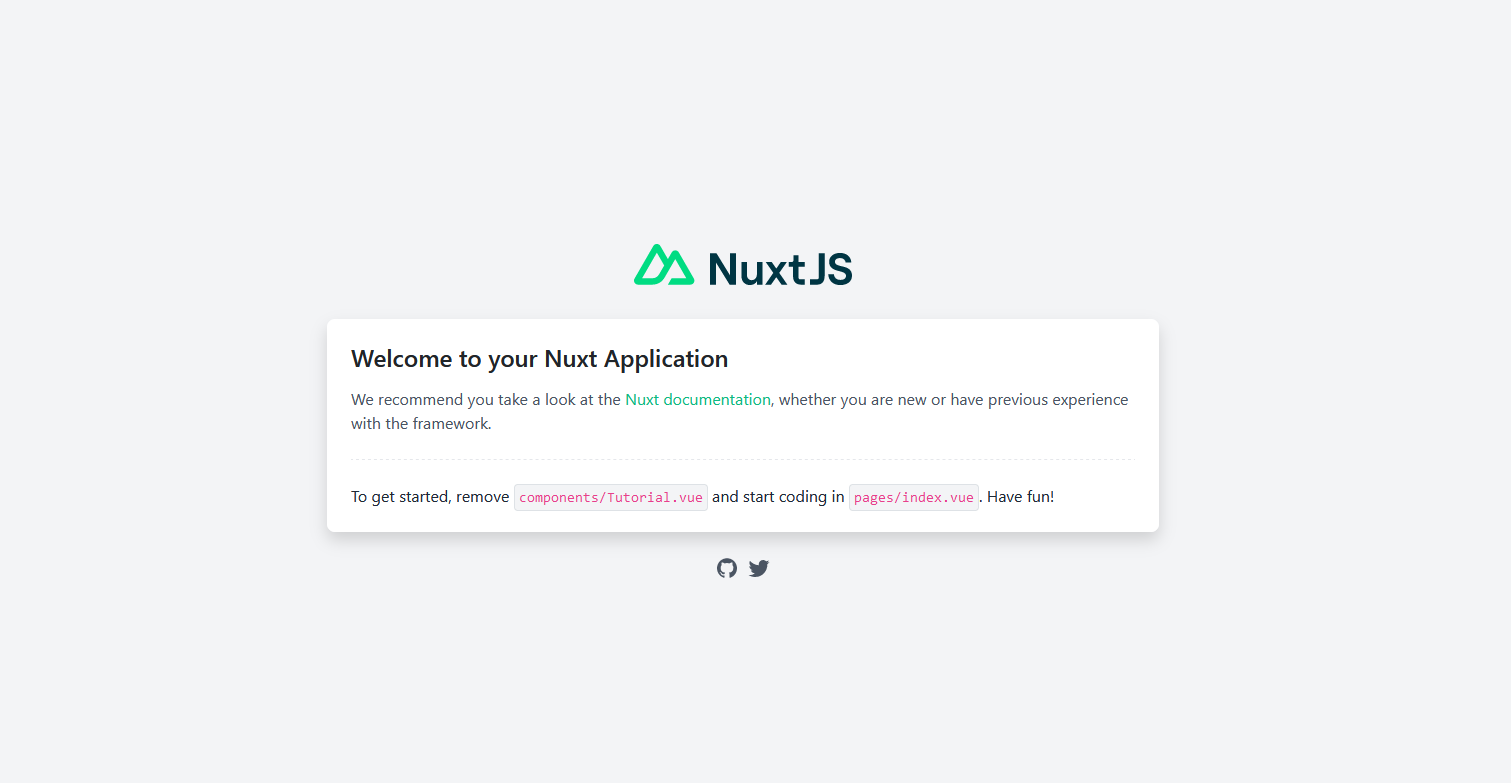 NuxtJS
Welcome to your Nuxt Application
We recommend you take a look at the Nuxt documentation, whether you are new or have previous experience
with the framework.
To get started, remove components/Tutorial.vue and start coding in pages/index.vue. Have fun!